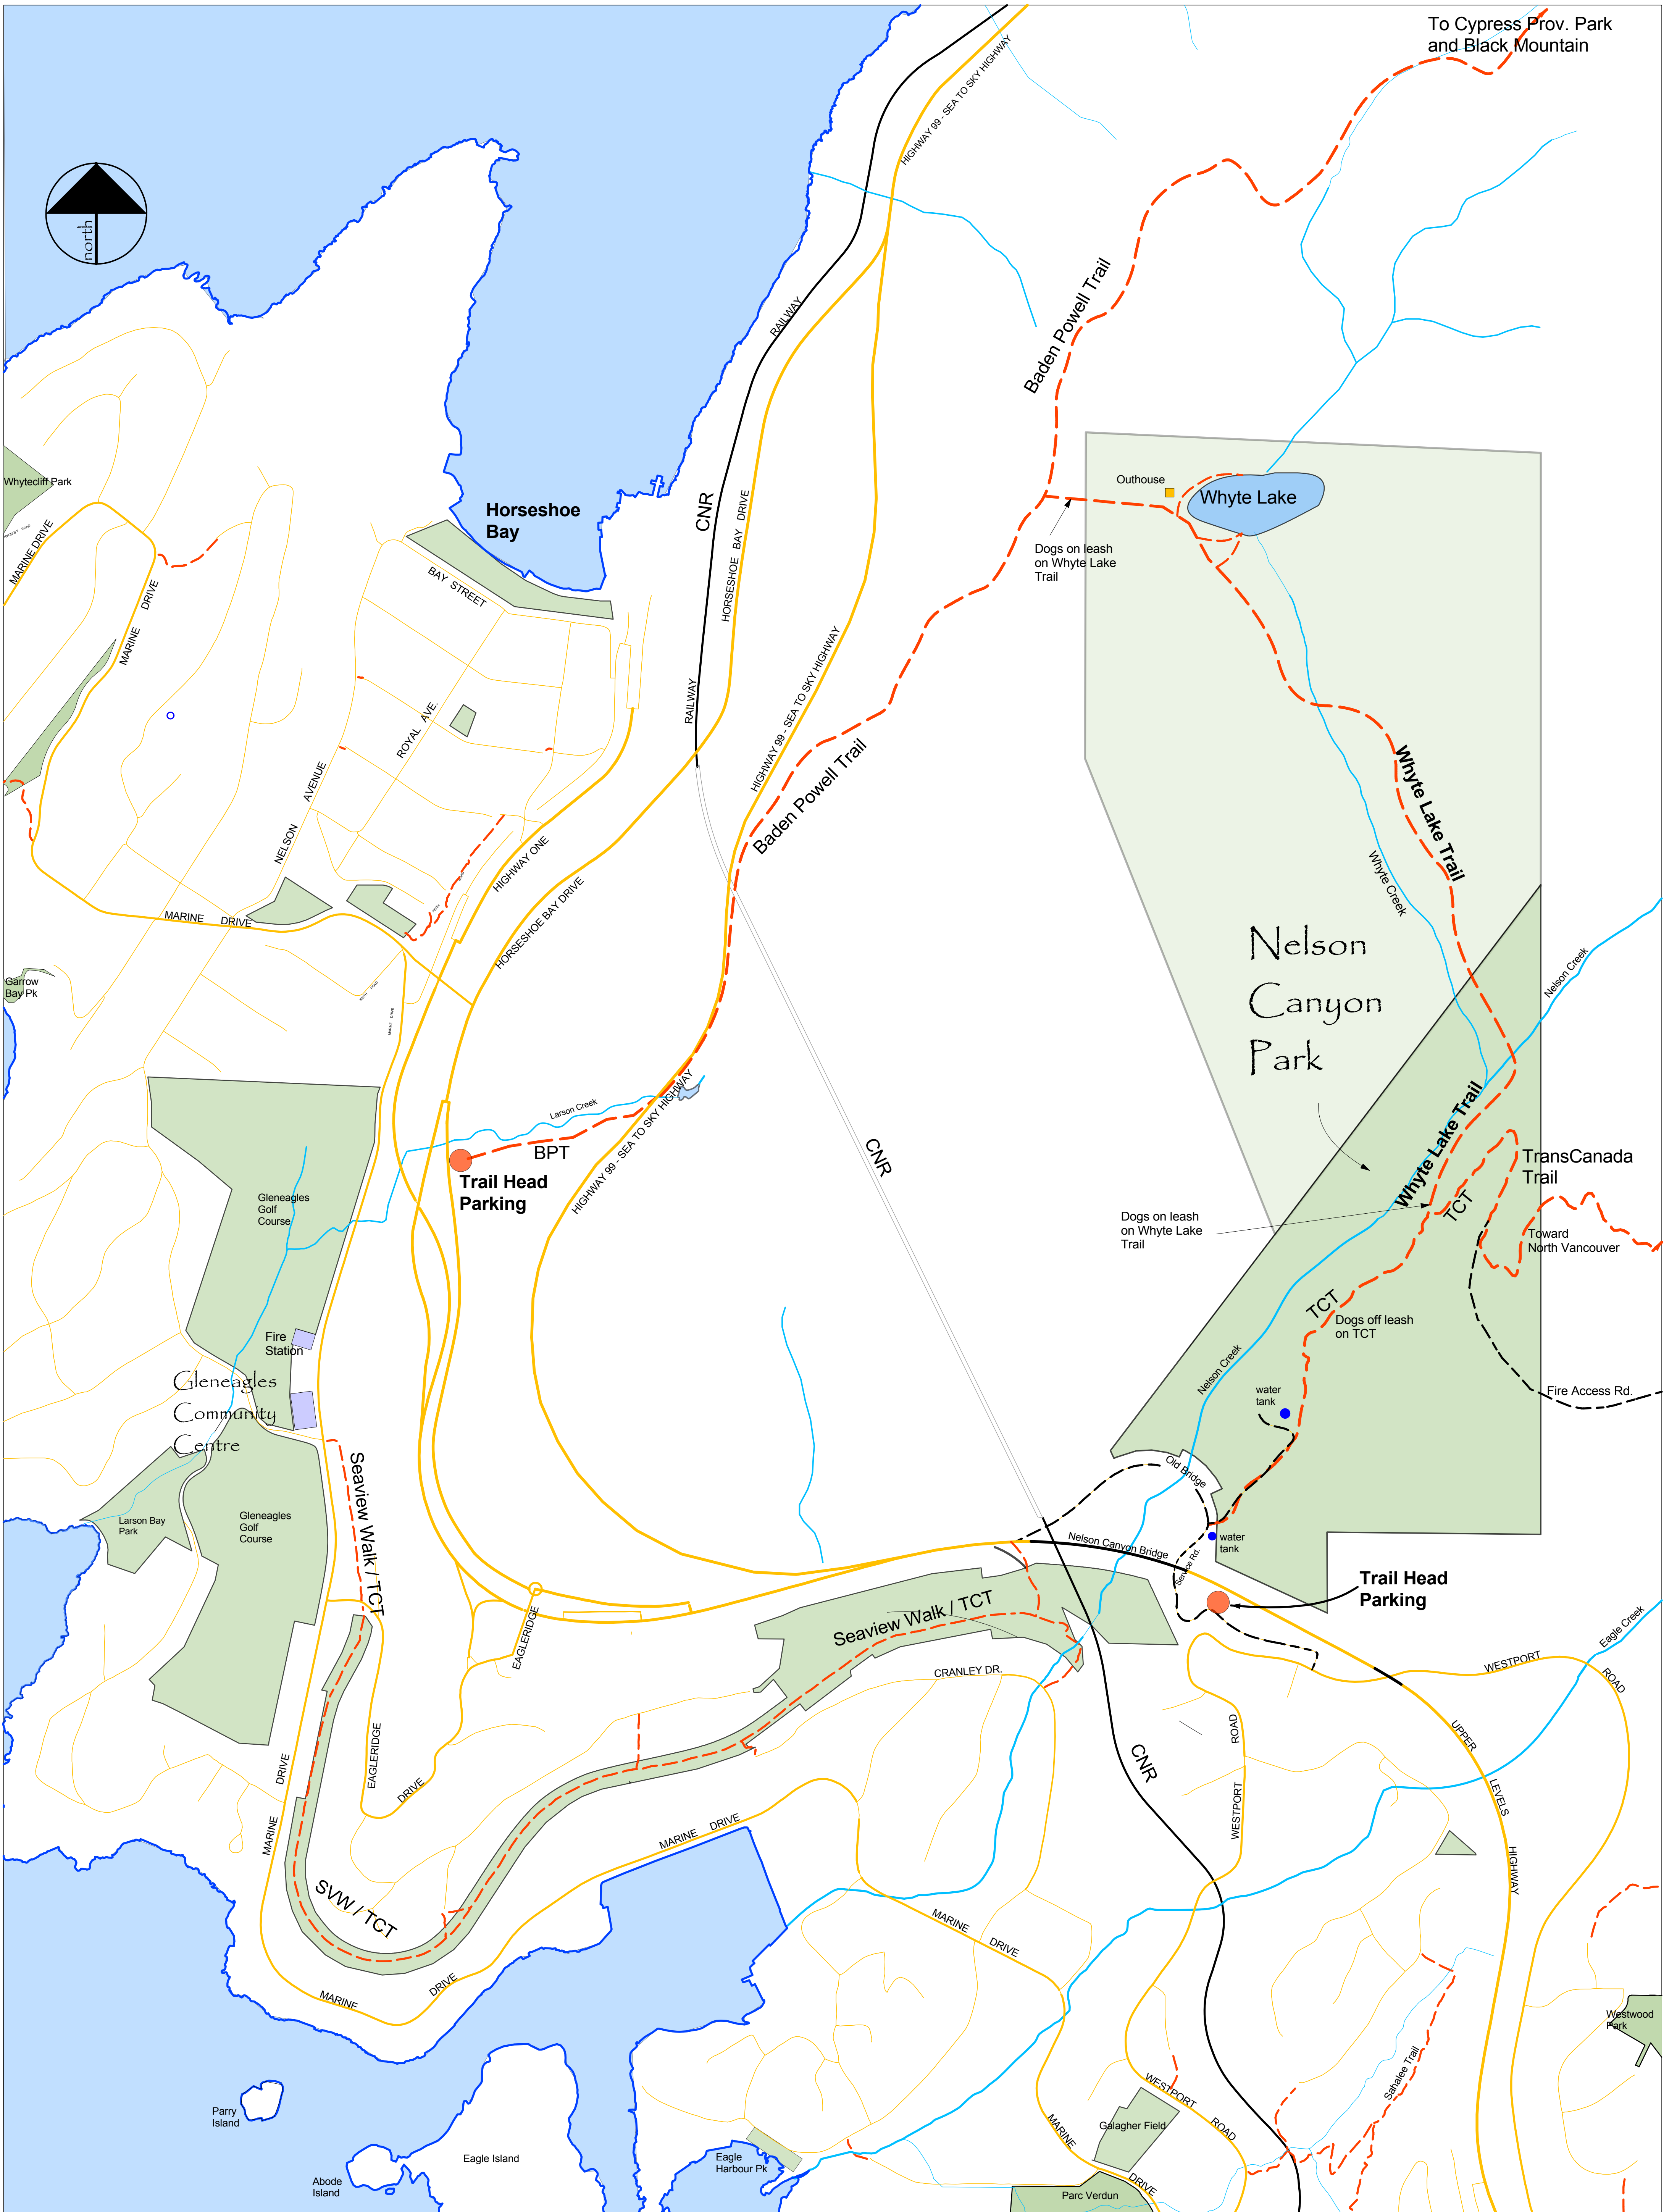 To Cypress Prov. Park
and Black Mountain
HIGHWAY 99 - SEA TO SKY HIGHWAY
north
Baden Powell Trail
RAILWAY
Whytecliff Park
MARINE DRIVE
Horseshoe
Bay
CNR
HORSESHOE BAY DRIVE
Outhouse
Whyte Lake
Dogs on leash
on Whyte Lake
Trail
BAY STREET
MARINE DRIVE
RAILWAY
HIGHWAY 99 - SEA TO SKY HIGHWAY
ROYAL AVE.
NELSON AVENUE
Baden Powell Trail
Whyte Lake Trail
HIGHWAY ONE
HORSESHOE BAY DRIVE
Whyte Creek
MARINE DRIVE
Nelson
Canyon
Park
Nelson Creek
Garrow
Bay Pk
KEITH ROAD
MARINE DRIVE
Larson Creek
BPT
HIGHWAY 99 - SEA TO SKY HIGHWAY
CNR
Trail Head
Parking
Whyte Lake Trail
TransCanada
Trail
TCT
Gleneagles
Golf
Course
Dogs on leash
on Whyte Lake
Trail
Toward
North Vancouver
TCT
Dogs off leash
on TCT
Fire
Station
Gleneagles
Community
Centre
Nelson Creek
water
tank
Fire Access Rd.
Seaview Walk / TCT
Old Bridge
Larson Bay
Park
Gleneagles
Golf
Course
Nelson Canyon Bridge
water
tank
Service Rd.
Trail Head
Parking
Seaview Walk / TCT
EAGLERIDGE
Eagle Creek
CRANLEY DR.
WESTPORT ROAD
EAGLERIDGE DRIVE
WESTPORT ROAD
UPPER LEVELS HIGHWAY
CNR
MARINE DRIVE
MARINE DRIVE
SVW / TCT
MARINE DRIVE
MARINE DRIVE
Westwood
Park
Sahalee Trail
Parry
Island
WESTPORT ROAD
Galagher Field
MARINE DRIVE
Eagle Island
Eagle
Harbour Pk
Abode
Island
Parc Verdun